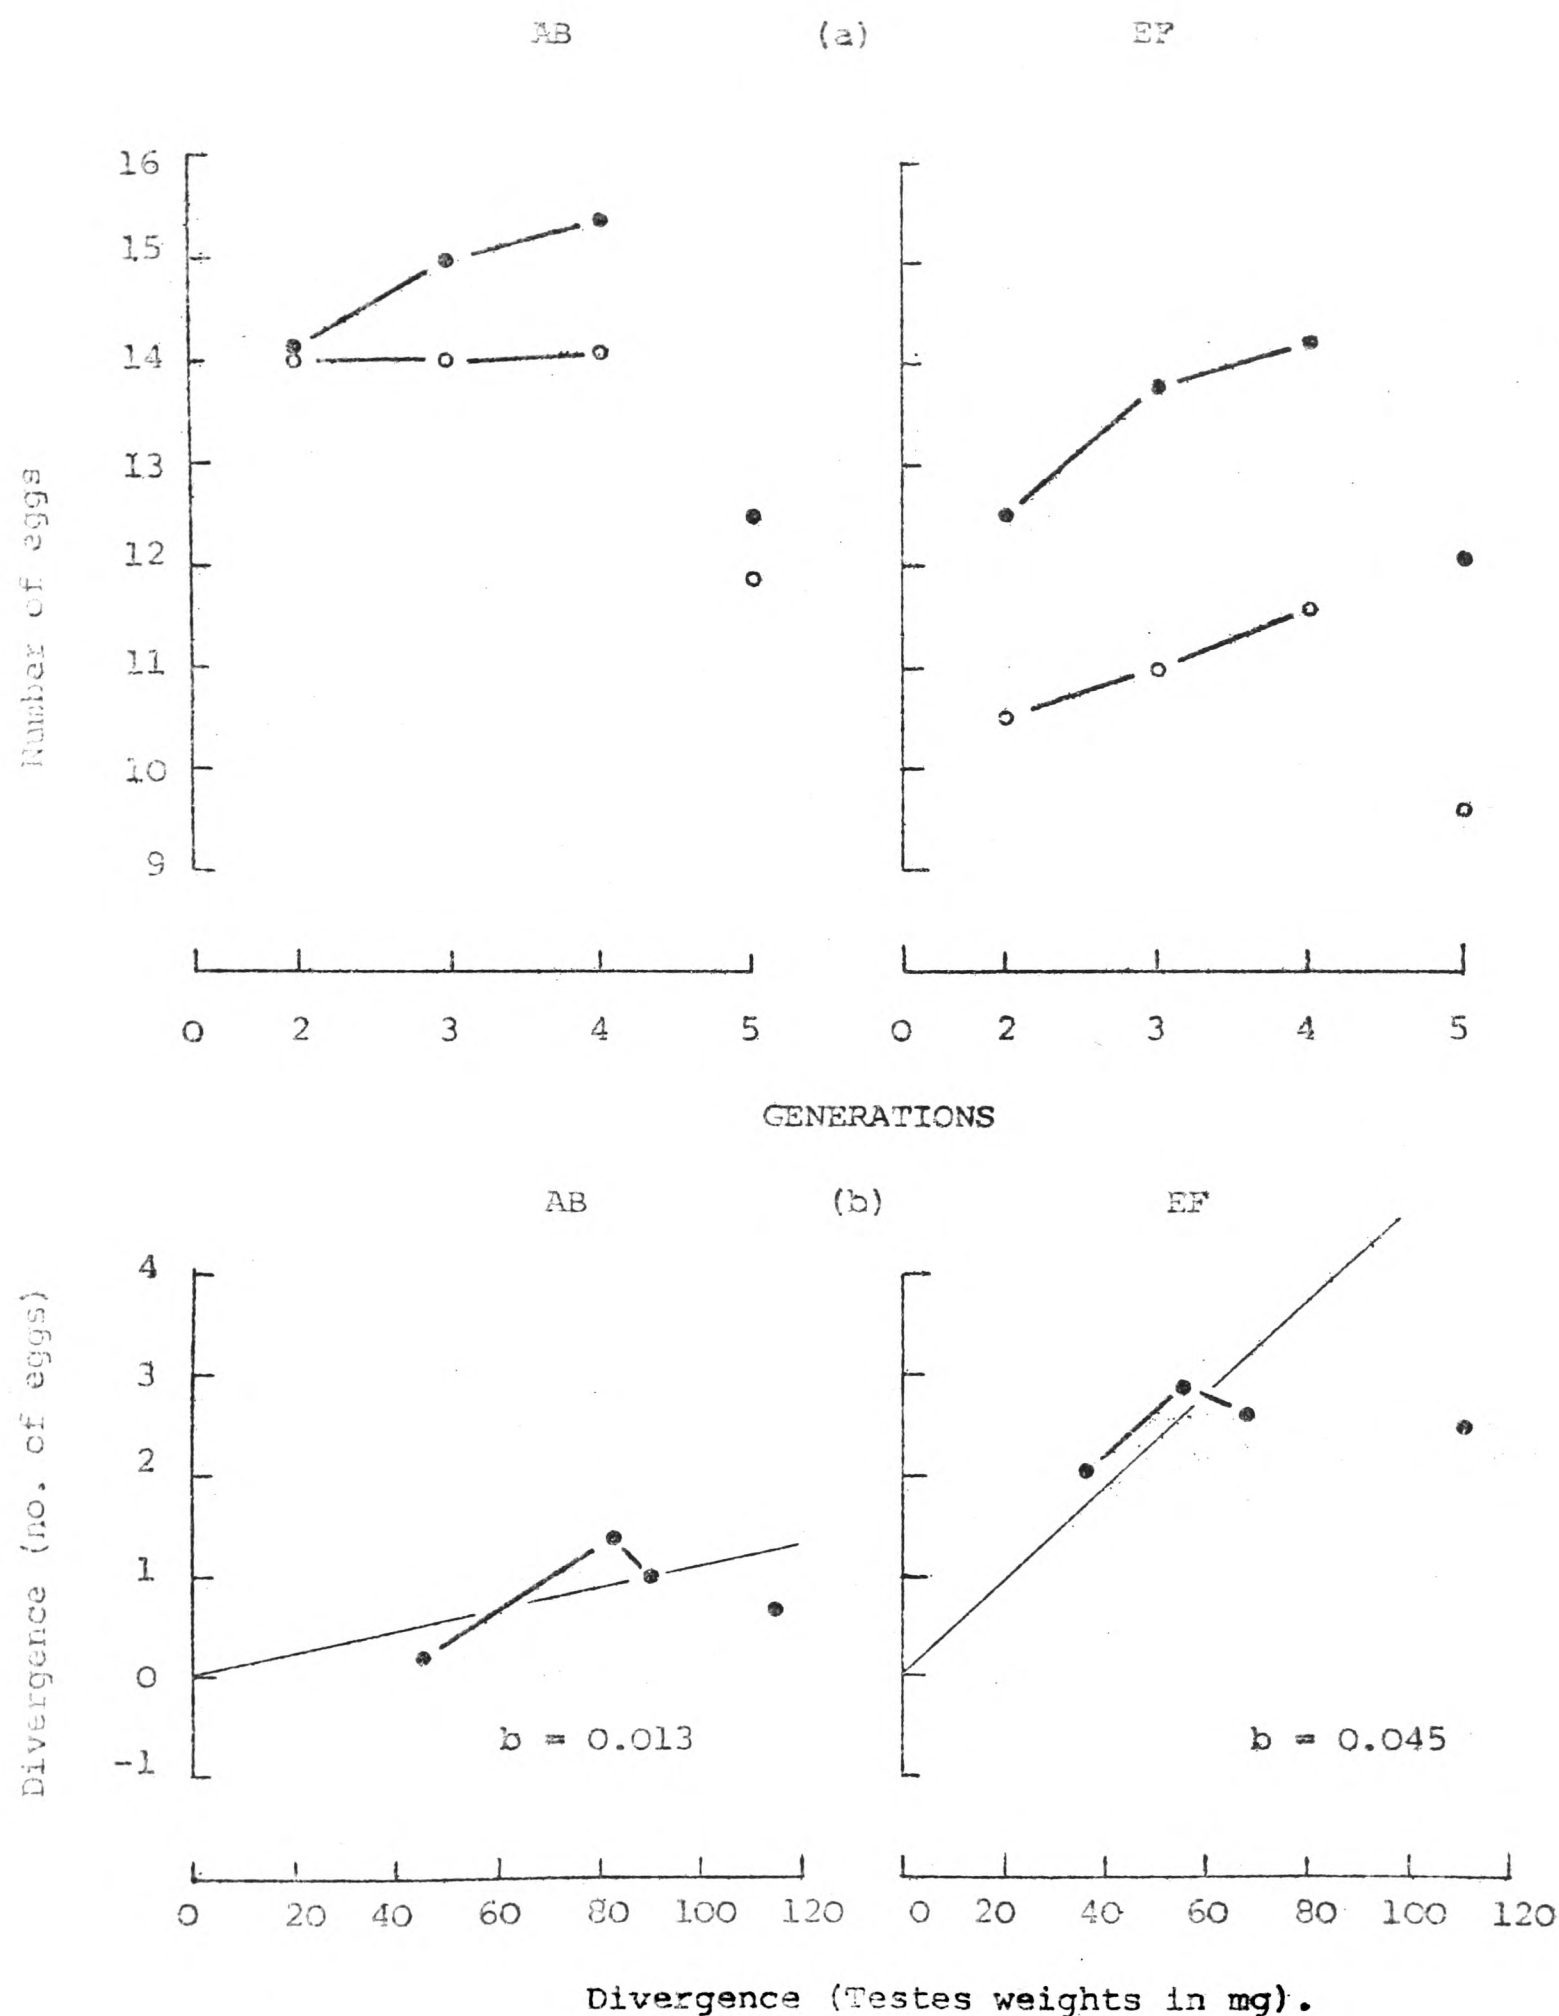 AB (a) EF
16
15
14
13
12
11
10
9
Number of eggs
0 2 3 4 5 0 2 3 4 5
GENERATIONS
AB (b) EF
4
3
2
1
0
-1
Divergence (no. of eggs)
b = 0.013 b = 0.045
0 20 40 60 80 100 120 0 20 40 60 80 100 120
Divergence (Testes weights in mg).